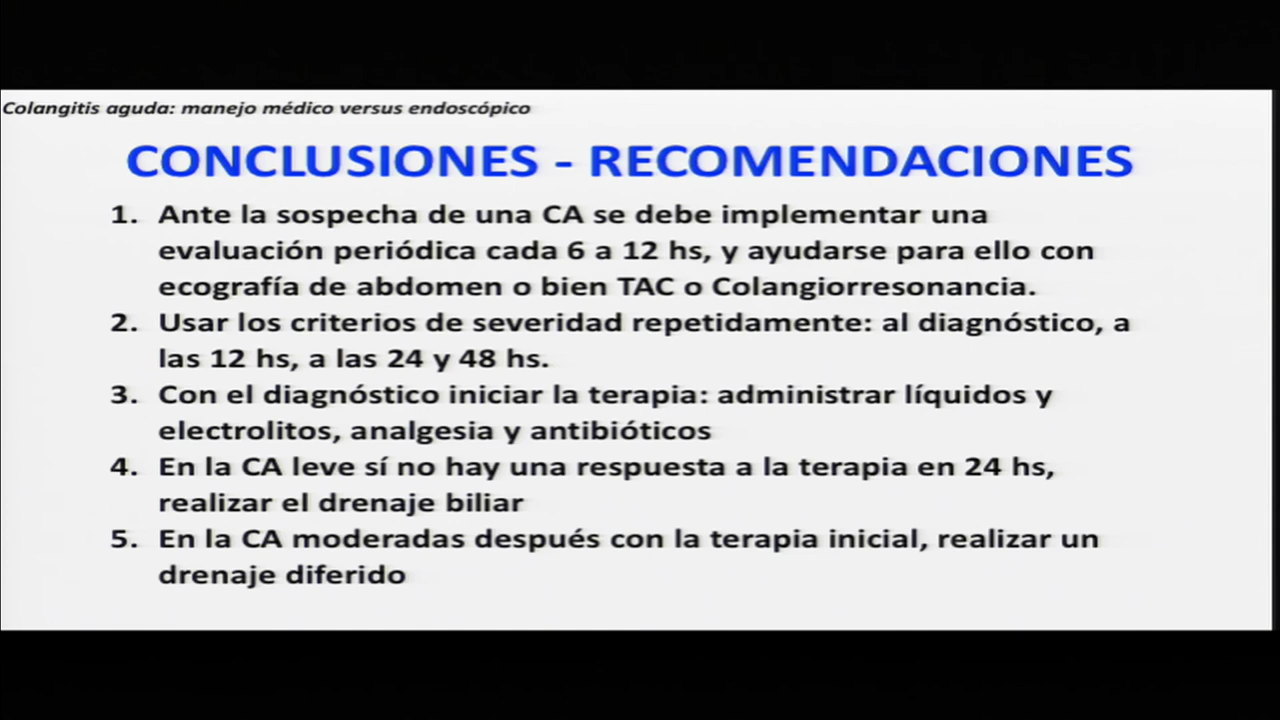 Colangitis aguda: manejo médico versus endoscópico
CONCLUSIONES - RECOMENDACIONES
1. Ante la sospecha de una CA se debe implementar una
evaluación periódica cada 6 a 12 hs, y ayudarse para ello con
ecografía de abdomen o bien TAC o Colangiorresonancia.
2. Usar los criterios de severidad repetidamente: al diagnóstico, a
las 12 hs, a las 24 y 48 hs.
3. Con el diagnóstico iniciar la terapia: administrar líquidos y
electrolitos, analgesia y antibióticos
4. En la CA leve sí no hay una respuesta a la terapia en 24 hs,
realizar el drenaje biliar
5. En la CA moderadas después con la terapia inicial, realizar un
drenaje diferido